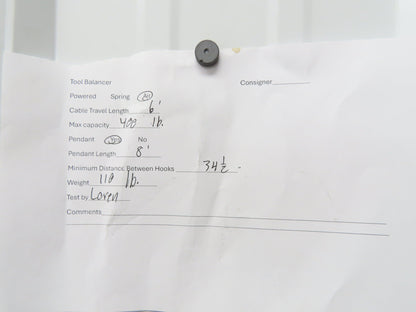 Tool Balancer Consigner
Powered Spring Air
Cable Travel Length 6'
Max capacity 400 lb.
Pendant Yes No
Pendant Length 8'
Minimum Distance Between Hooks 34 1/2
Weight 110 lb.
Test by Loren
Comments